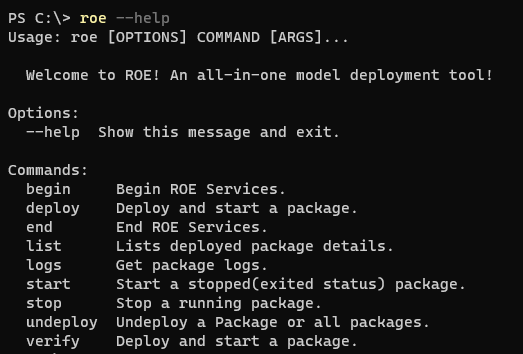 PS C:\> roe --help
Usage: roe [OPTIONS] COMMAND [ARGS]...
Welcome to ROE! An all-in-one model deployment tool!
Options:
--help  Show this message and exit.
Commands:
begin     Begin ROE Services.
deploy    Deploy and start a package.
end       End ROE Services.
list      Lists deployed package details.
logs      Get package logs.
start     Start a stopped(exited status) package.
stop      Stop a running package.
undeploy  Undeploy a Package or all packages.
verify    Deploy and start a package.